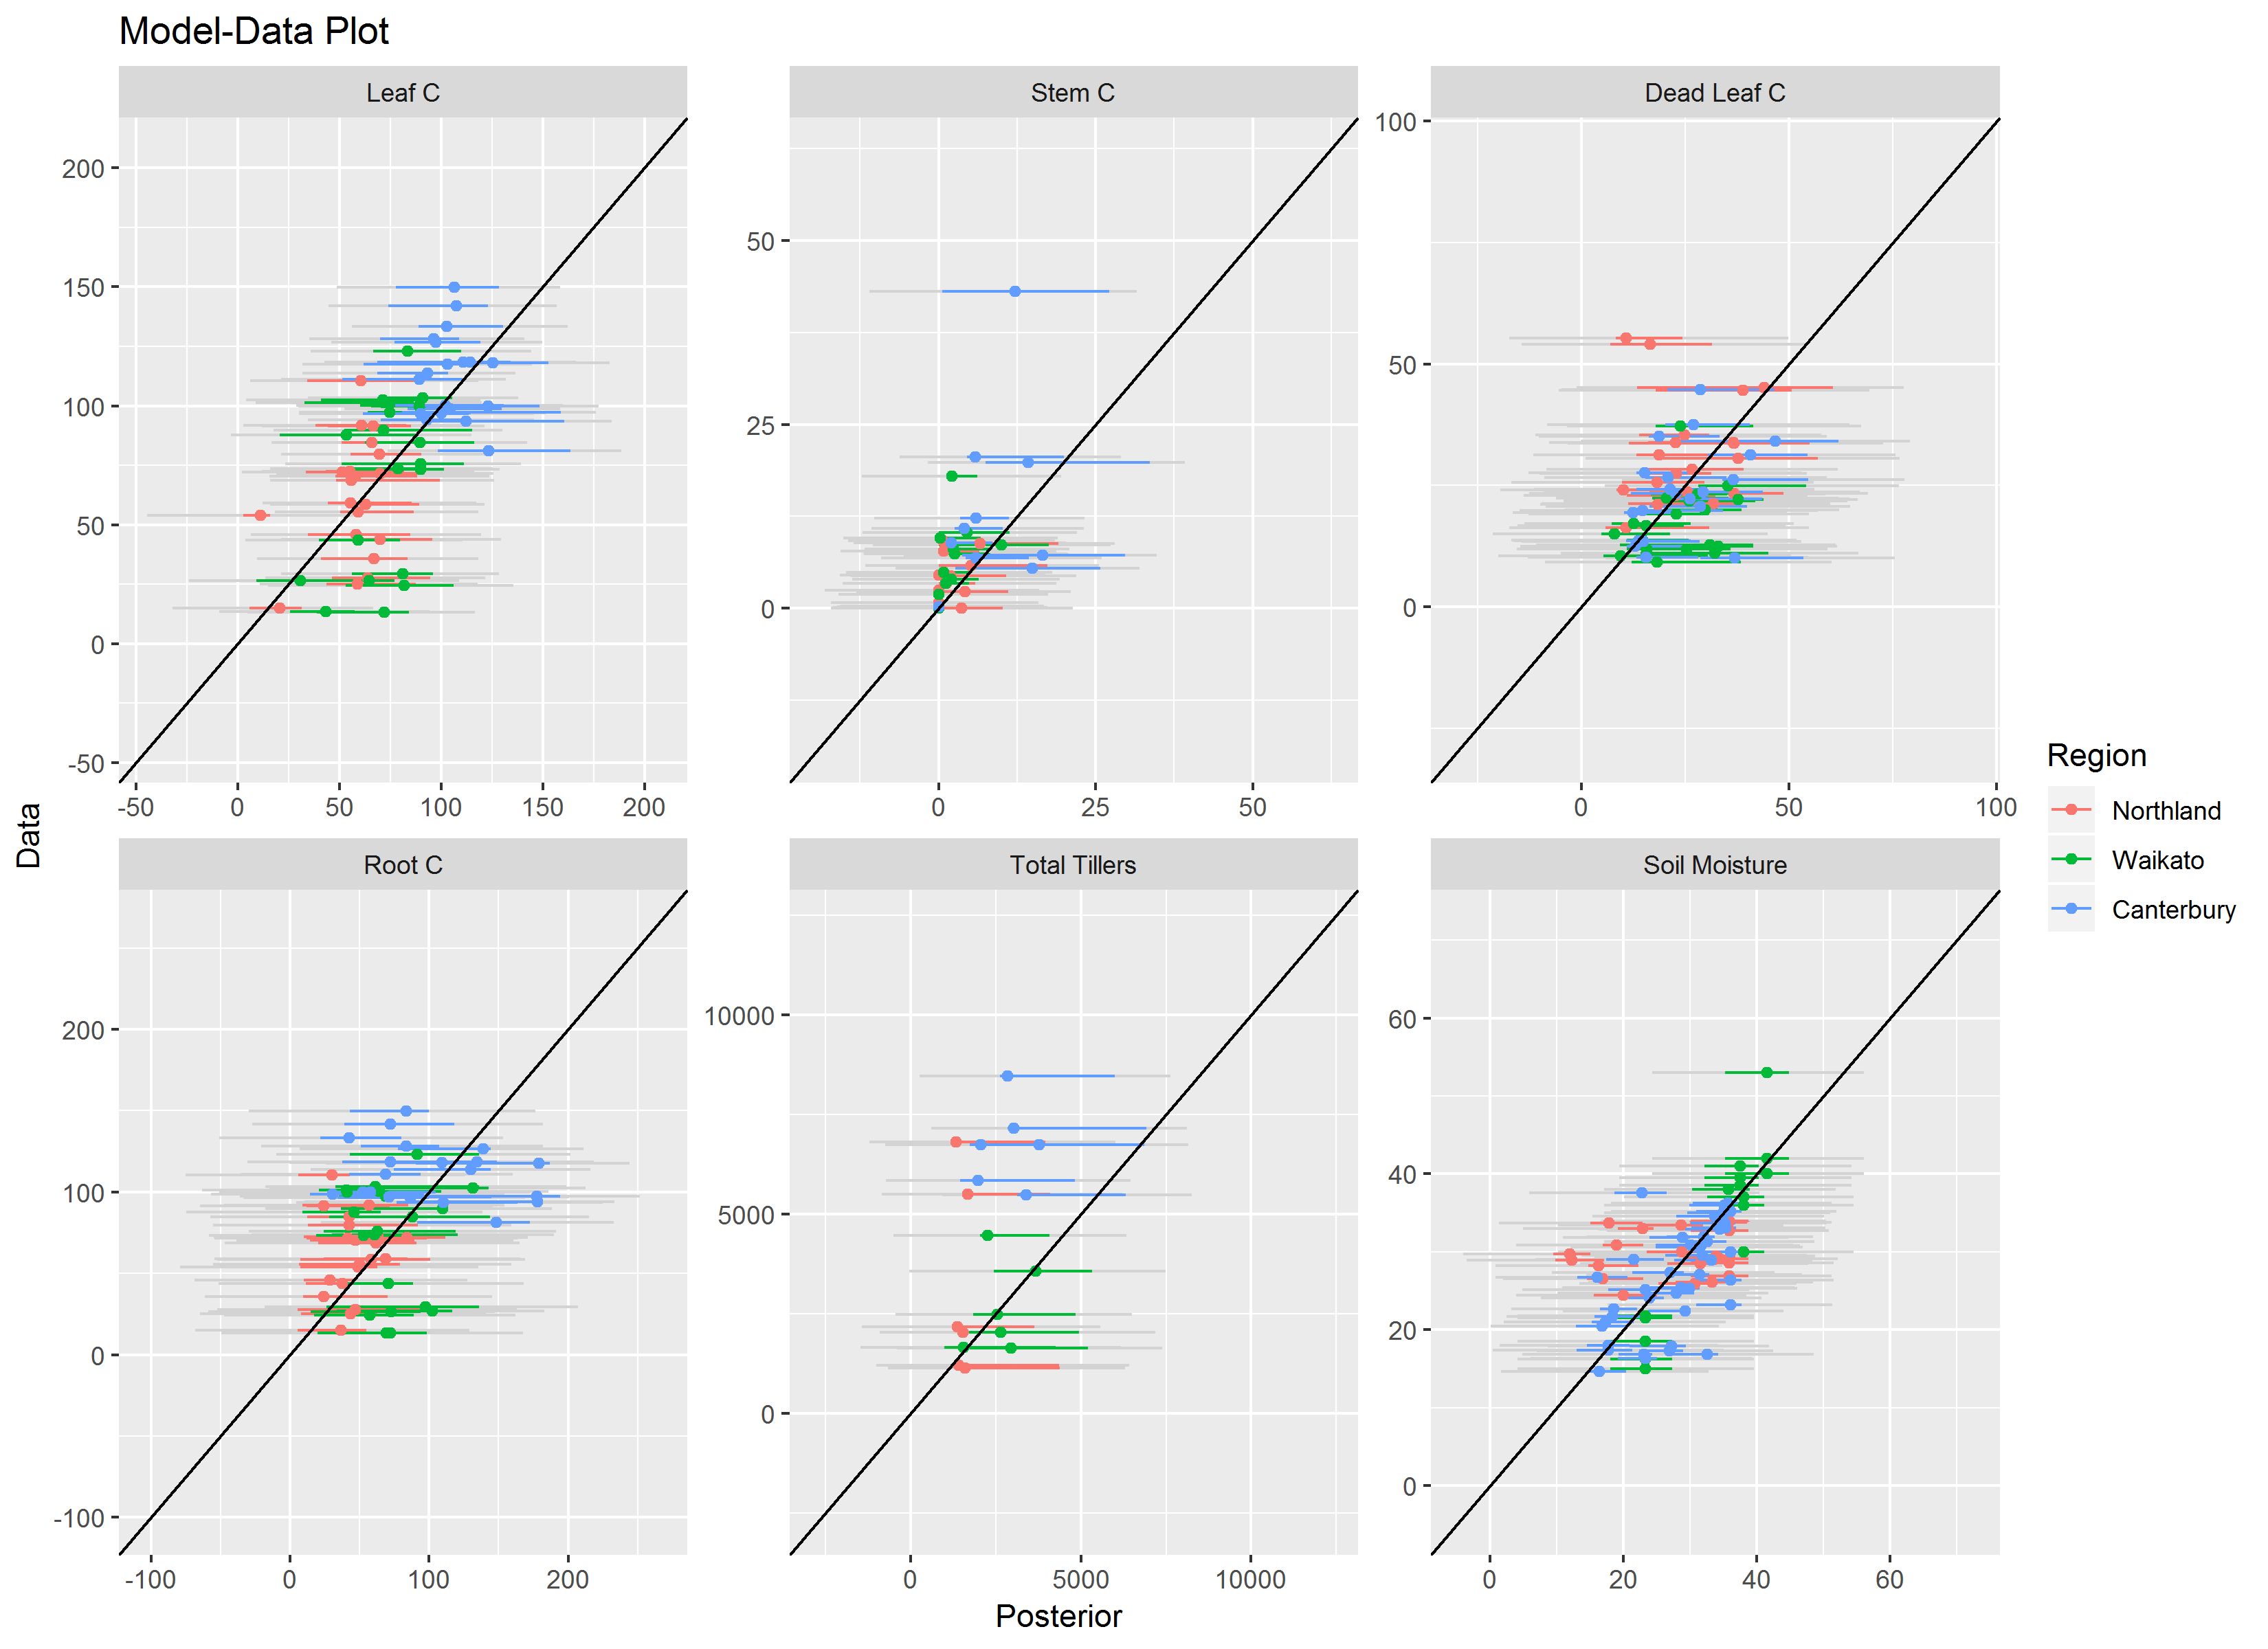 Model-Data Plot
Leaf C
Stem C
Dead Leaf C
200
150
100
50
0
-50
50
25
0
100
50
0
-50 0 50 100 150 200
0 25 50
0 50 100
Root C
Total Tillers
Soil Moisture
200
100
0
-100
10000
5000
0
60
40
20
0
-100 0 100 200
0 5000 10000
0 20 40 60
Data
Posterior
Region
Northland
Waikato
Canterbury